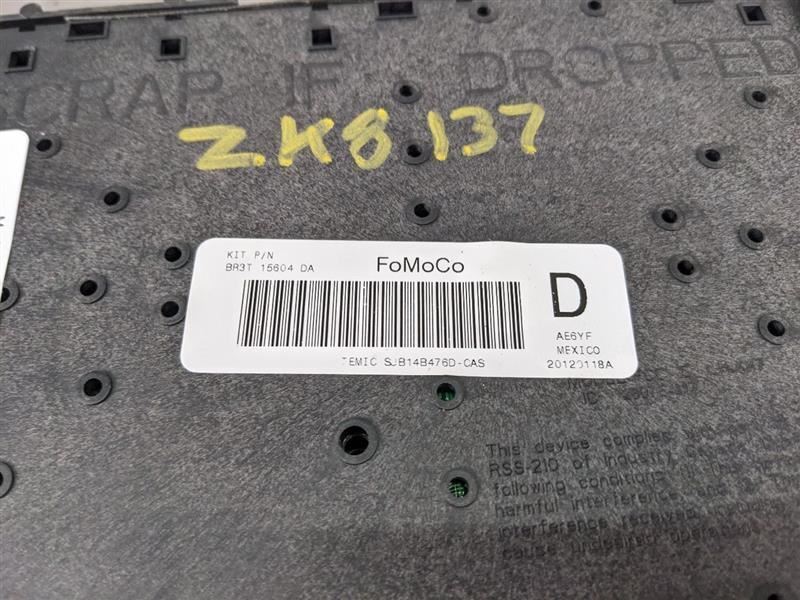 SCRAP IF DROPPED
ZK8137
KIT P/N
BR3T 15604 DA
FoMoCo
D
TEMIC SJB14B476D-CAS
AE6YF
MEXICO
20120118A
This device complies
RSS-210 of Industry
following conditions
harmful interference,
interference received,
cause undesired